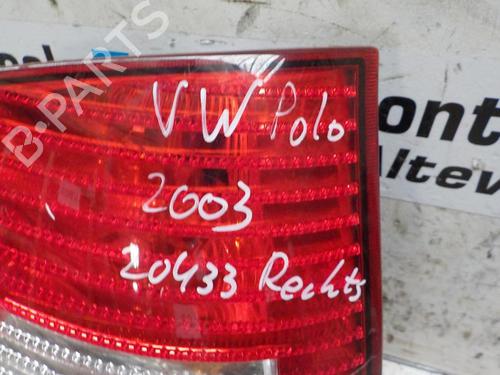 B-PARTS
VW Polo
2003
20433 Rechts
ont
Altev